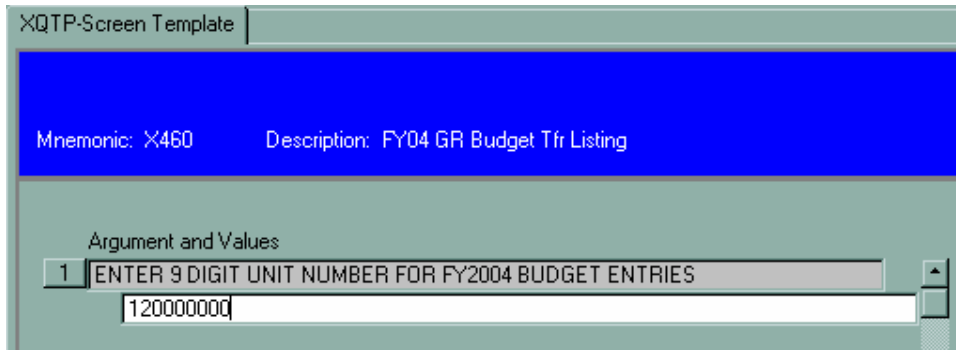 XQTP-Screen Template
Mnemonic: X460 Description: FY04 GR Budget Tfr Listing
Argument and Values
1 ENTER 9 DIGIT UNIT NUMBER FOR FY2004 BUDGET ENTRIES
120000000